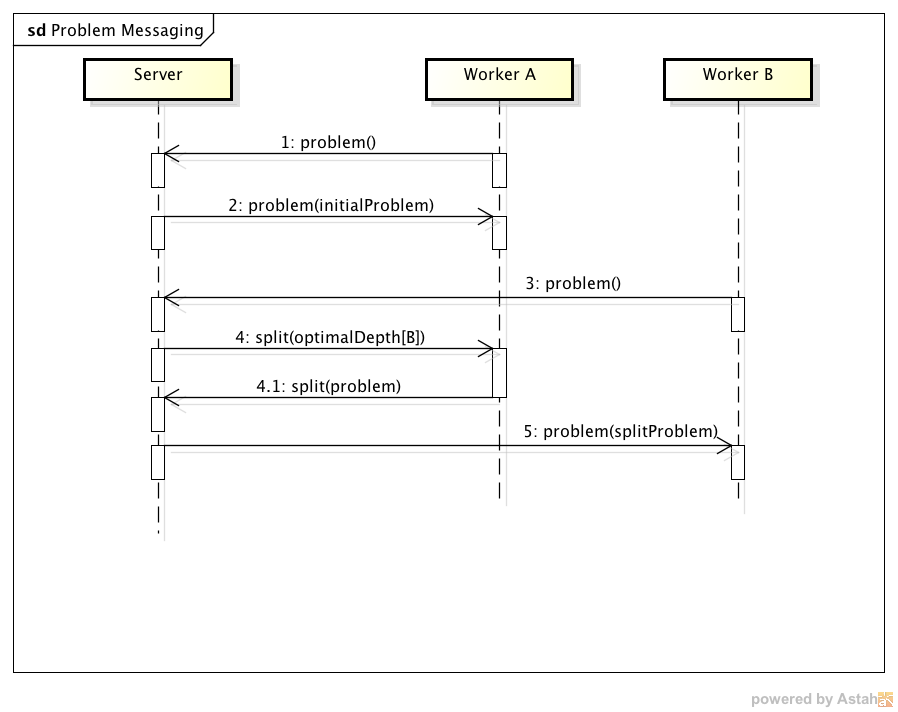 sd Problem Messaging
Server
Worker A
Worker B
1: problem()
2: problem(initialProblem)
3: problem()
4: split(optimalDepth[B])
4.1: split(problem)
5: problem(splitProblem)
powered by Astah